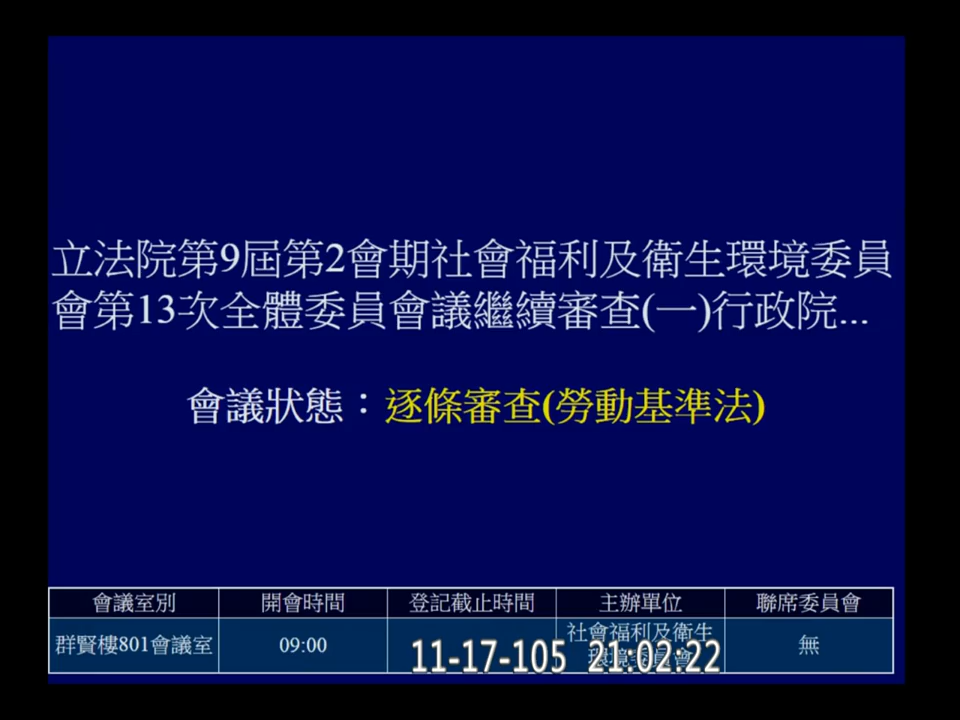 立法院第9屆第2會期社會福利及衛生環境委員
會第13次全體委員會議繼續審查(一)行政院...
會議狀態：逐條審查(勞動基準法)
會議室別 開會時間 登記截止時間 主辦單位 聯席委員會
群賢樓801會議室 09:00 社會福利及衛生 無
環境委員會
11-17-105 21:02:22